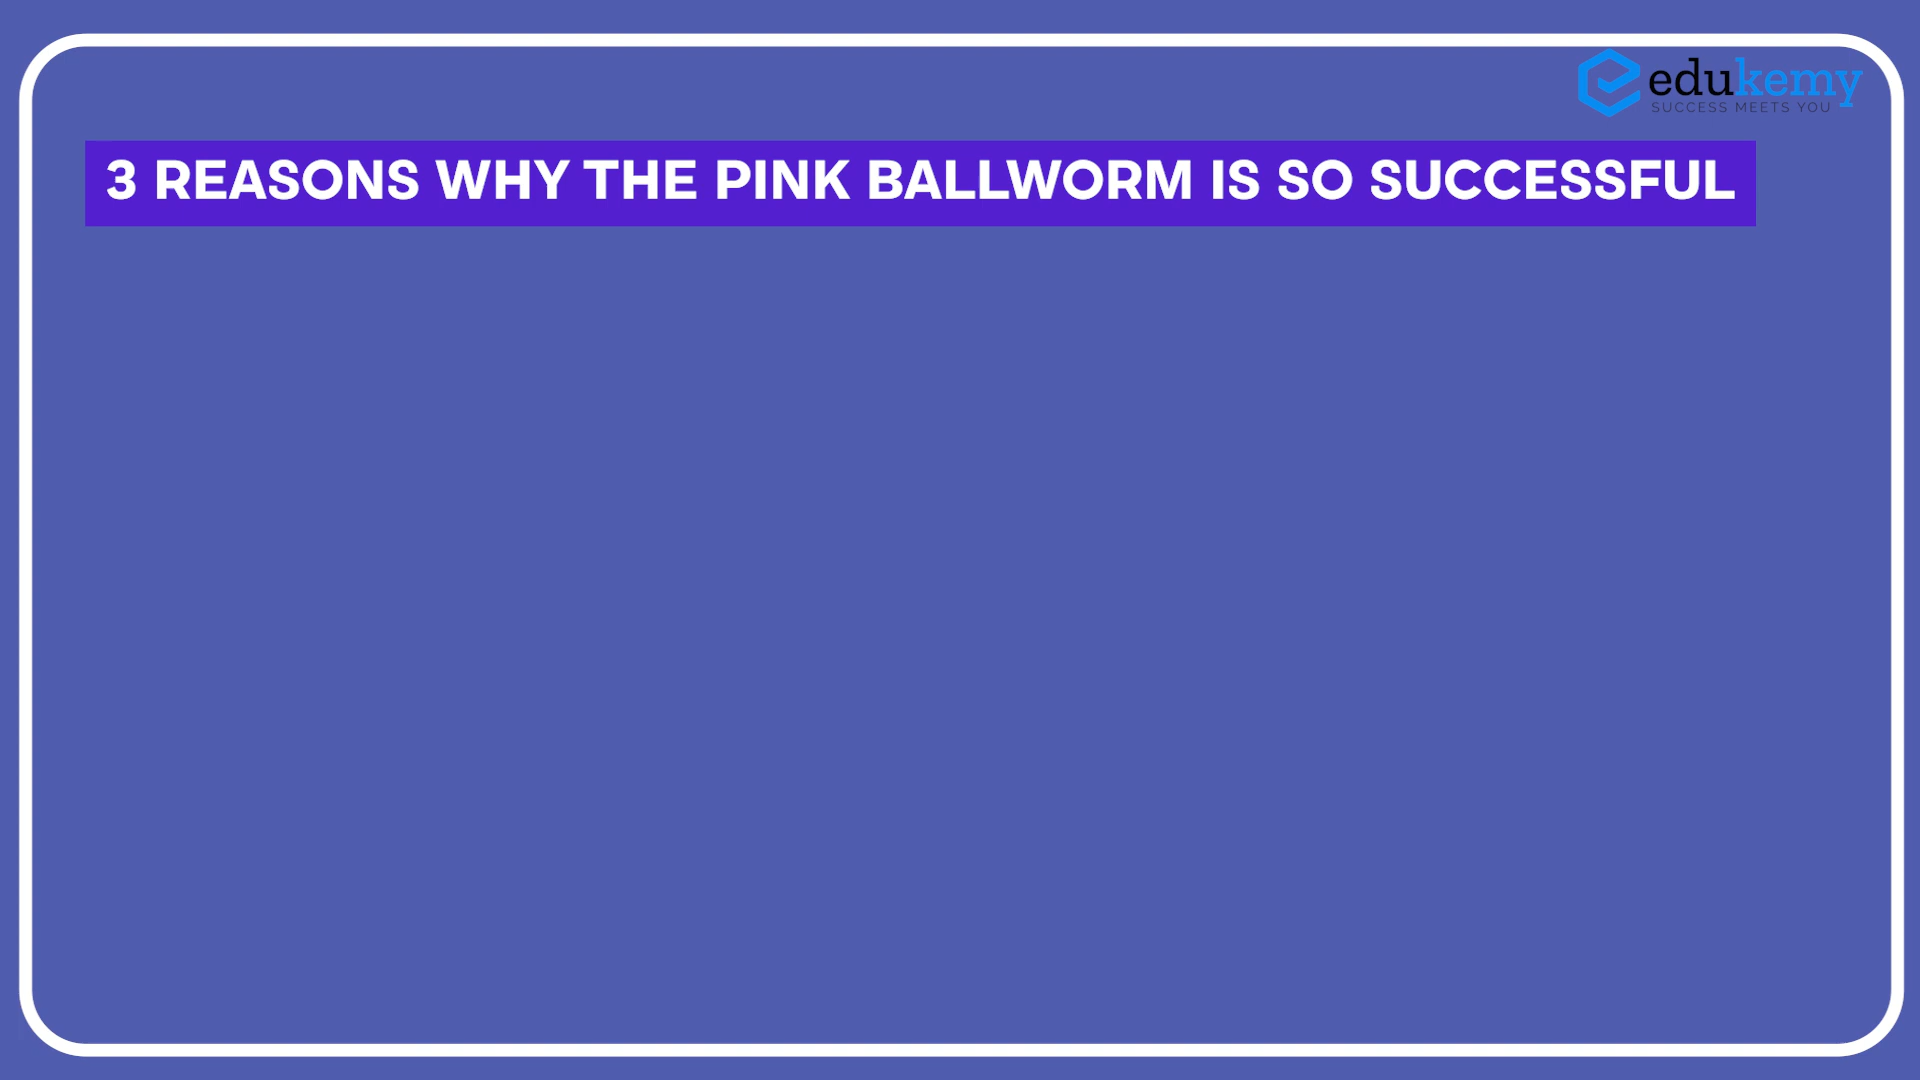 edukemy
SUCCESS MEETS YOU
3 REASONS WHY THE PINK BALLWORM IS SO SUCCESSFUL